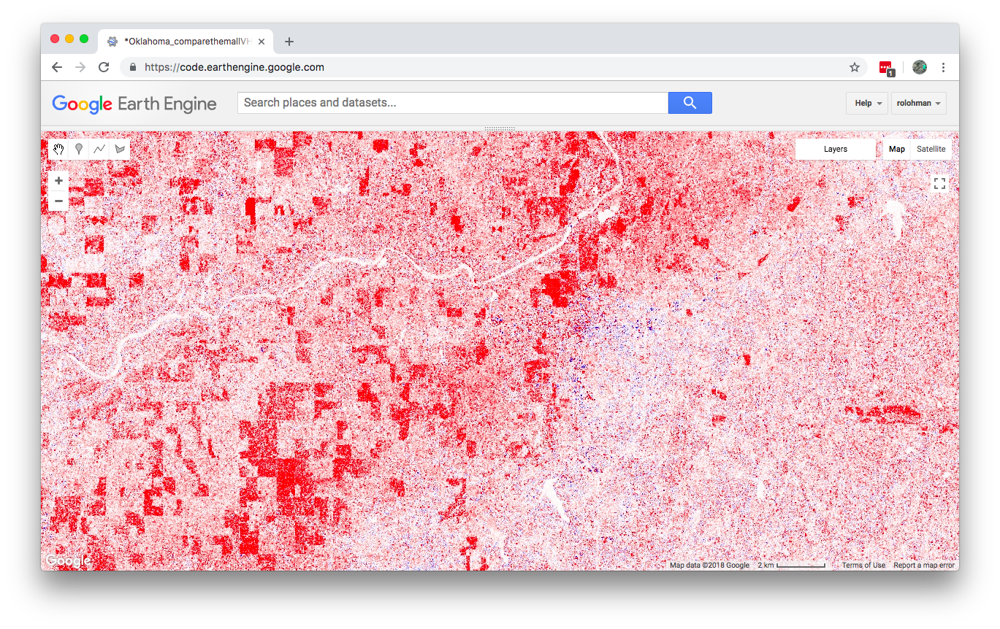 *Oklahoma_comparethemallVH
https://code.earthengine.google.com
1
Google Earth Engine
Search places and datasets...
Help
rolohman
Layers
Map
Satellite
+
−
Google
Map data ©2018 Google
2 km
Terms of Use
Report a map error